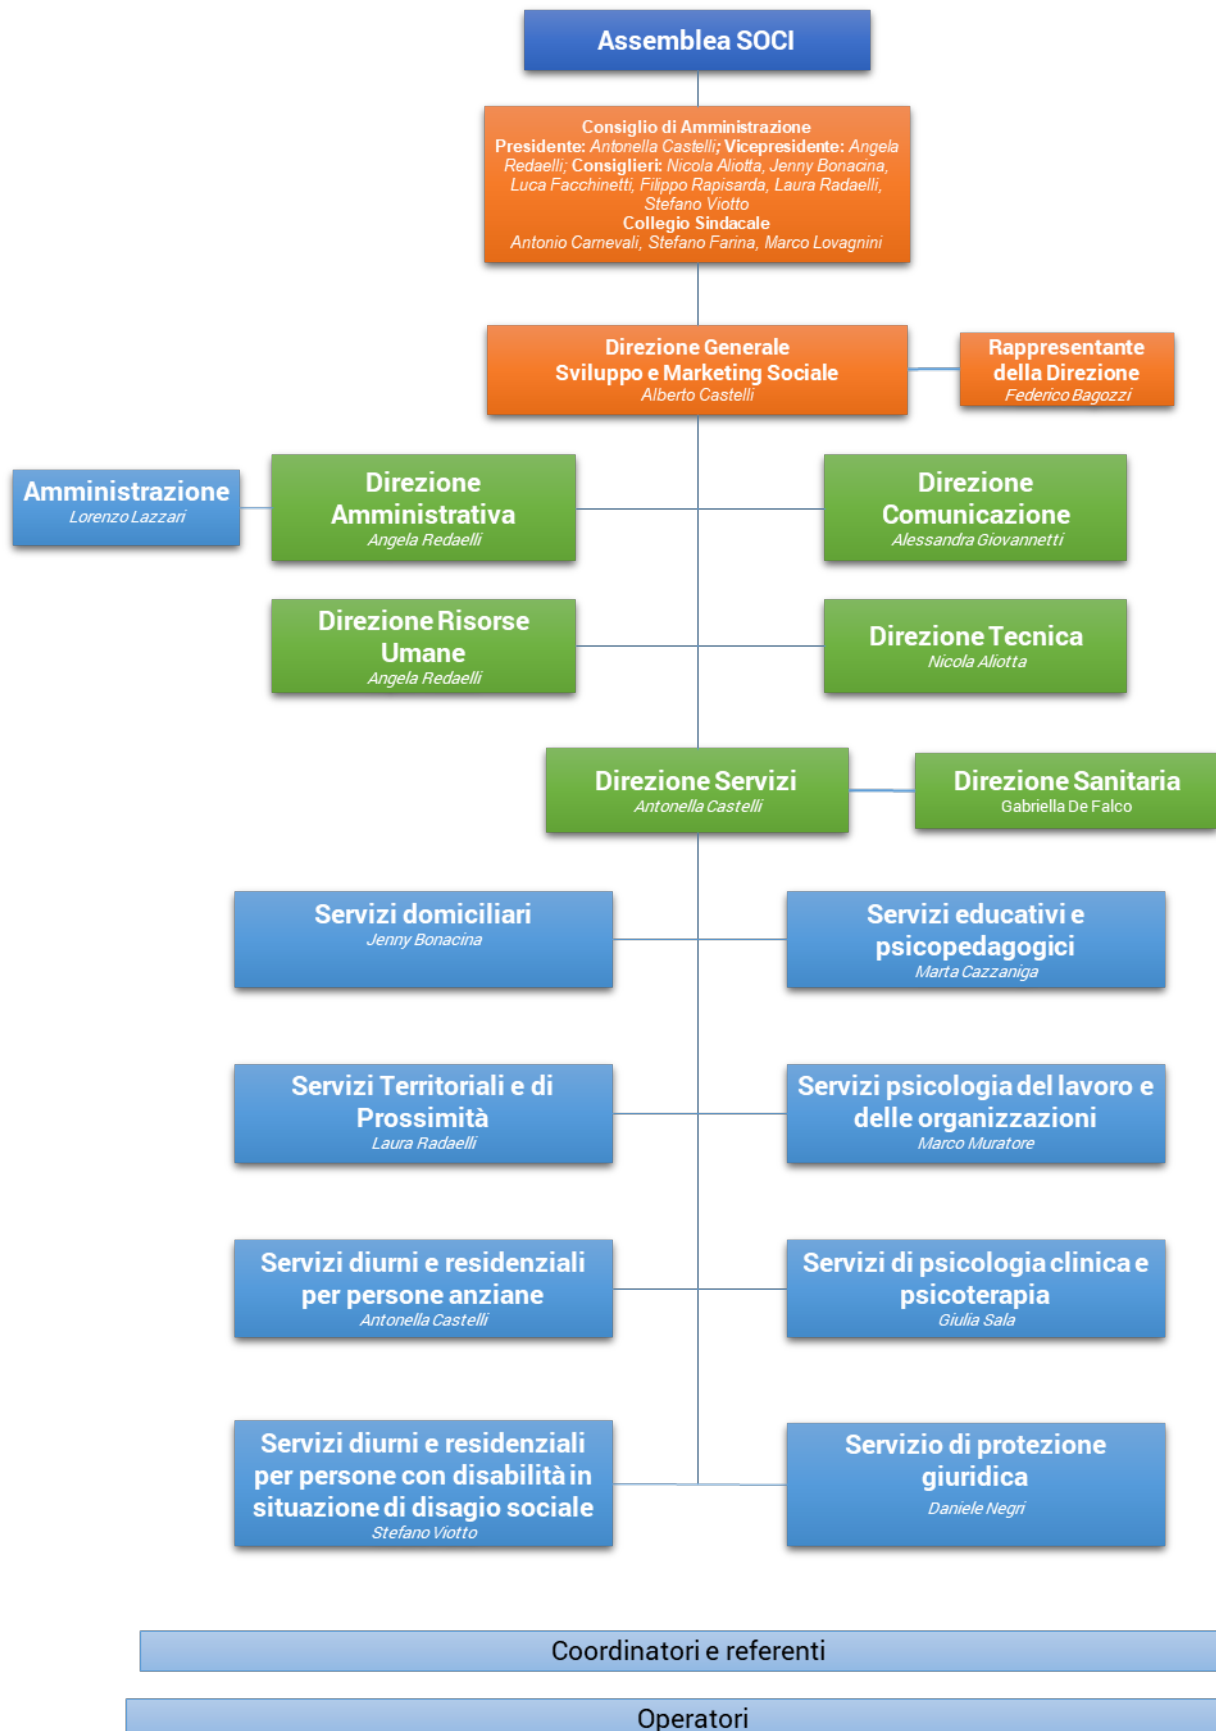 Assemblea SOCI
Consiglio di Amministrazione
Presidente: Antonella Castelli; Vicepresidente: Angela
Redaelli; Consiglieri: Nicola Aliotta, Jenny Bonacina,
Luca Facchinetti, Filippo Rapisarda, Laura Radaelli,
Stefano Viotto
Collegio Sindacale
Antonio Carnevali, Stefano Farina, Marco Lovagnini
Direzione Generale
Sviluppo e Marketing Sociale
Alberto Castelli
Rappresentante
della Direzione
Federico Bagozzi
Amministrazione
Lorenzo Lazzari
Direzione
Amministrativa
Angela Redaelli
Direzione
Comunicazione
Alessandra Giovannetti
Direzione Risorse
Umane
Angela Redaelli
Direzione Tecnica
Nicola Aliotta
Direzione Servizi
Antonella Castelli
Direzione Sanitaria
Gabriella De Falco
Servizi domiciliari
Jenny Bonacina
Servizi educativi e
psicopedagogici
Marta Cazzaniga
Servizi Territoriali e di
Prossimità
Laura Radaelli
Servizi psicologia del lavoro e
delle organizzazioni
Marco Muratore
Servizi diurni e residenziali
per persone anziane
Antonella Castelli
Servizi di psicologia clinica e
psicoterapia
Giulia Sala
Servizi diurni e residenziali
per persone con disabilità in
situazione di disagio sociale
Stefano Viotto
Servizio di protezione
giuridica
Daniele Negri
Coordinatori e referenti
Operatori